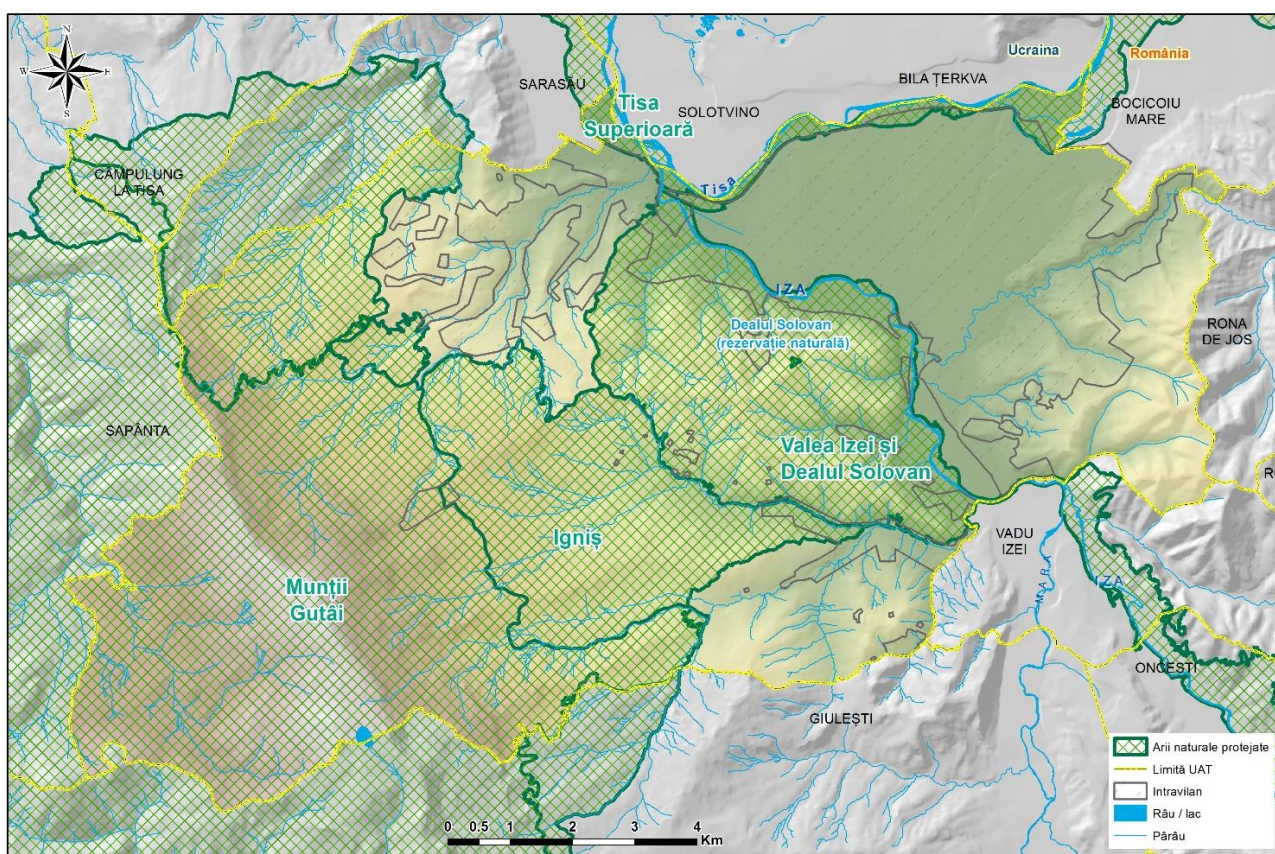 N
W
E
S
Ucraina
România
SARASĂU
BILA ȚERKVA
Tisa
Superioară
SOLOTVINO
BOCICOIU
MARE
CÂMPULUNG
LA TISA
Tisa
IZA
Dealul Solovan
(rezervație naturală)
RONA
DE JOS
SAPÂNTA
Valea Izei și
Dealul Solovan
Igniș
VADU
IZEI
Munții
Gutâi
MARA
IZA
ONCEȘTI
GIULEȘTI
Arii naturale protejate
Limită UAT
Intravilan
Râu / lac
Pârâu
0 0.5 1 2 3 4
Km